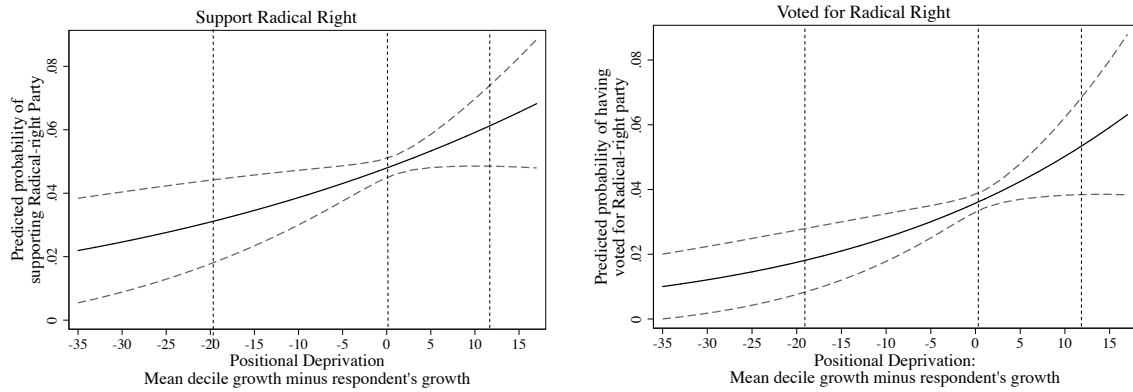 Support Radical Right
Predicted probability of
supporting Radical-right Party
0
.02
.04
.06
.08
-35 -30 -25 -20 -15 -10 -5 0 5 10 15
Positional Deprivation
Mean decile growth minus respondent's growth
Voted for Radical Right
Predicted probability of having
voted for Radical-right party
0
.02
.04
.06
.08
-35 -30 -25 -20 -15 -10 -5 0 5 10 15
Positional Deprivation:
Mean decile growth minus respondent's growth